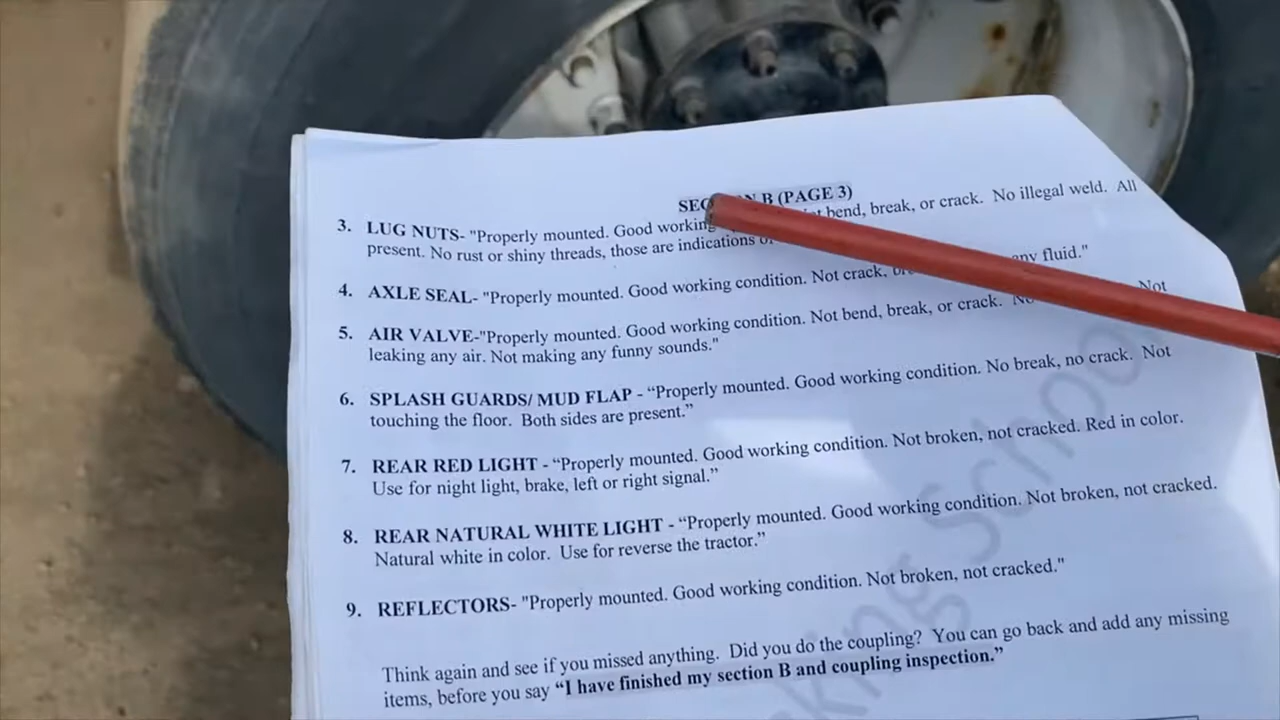 SEC N B (PAGE 3)
3. LUG NUTS- "Properly mounted. Good working bend, break, or crack. No illegal weld. All
present. No rust or shiny threads, those are indications
4. AXLE SEAL- "Properly mounted. Good working condition. Not crack, any fluid."
5. AIR VALVE-"Properly mounted. Good working condition. Not bend, break, or crack. Not
leaking any air. Not making any funny sounds."
6. SPLASH GUARDS/ MUD FLAP - “Properly mounted. Good working condition. No break, no crack. Not
touching the floor. Both sides are present.”
7. REAR RED LIGHT - “Properly mounted. Good working condition. Not broken, not cracked. Red in color.
Use for night light, brake, left or right signal.”
8. REAR NATURAL WHITE LIGHT - “Properly mounted. Good working condition. Not broken, not cracked.
Natural white in color. Use for reverse the tractor.”
9. REFLECTORS- "Properly mounted. Good working condition. Not broken, not cracked."
Think again and see if you missed anything. Did you do the coupling? You can go back and add any missing
items, before you say “I have finished my section B and coupling inspection.”
king School